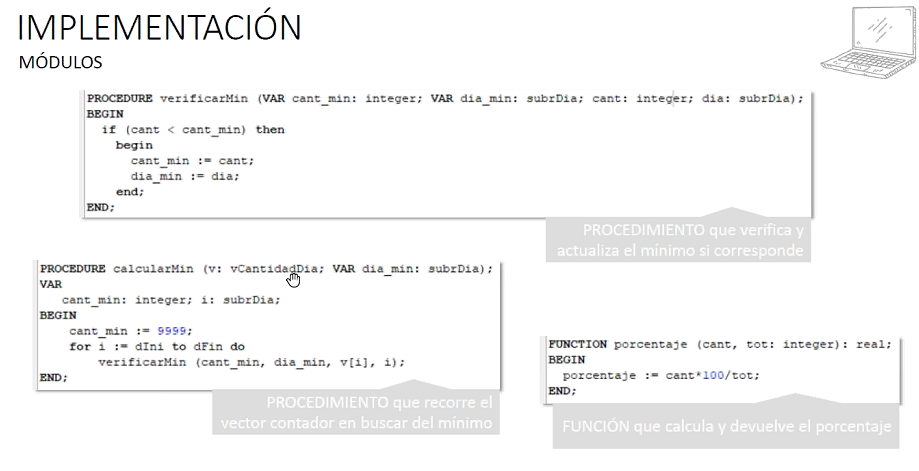 IMPLEMENTACIÓN
MÓDULOS
PROCEDURE verificarMin (VAR cant_min: integer; VAR dia_min: subrDia; cant: integer; dia: subrDia);
BEGIN
if (cant < cant_min) then
begin
cant_min := cant;
dia_min := dia;
end;
END;
PROCEDIMIENTO que verifica y
actualiza el mínimo si corresponde
PROCEDURE calcularMin (v: vCantidadDia; VAR dia_min: subrDia);
VAR
cant_min: integer; i: subrDia;
BEGIN
cant_min := 9999;
for i := dIni to dFin do
verificarMin (cant_min, dia_min, v[i], i);
END;
PROCEDIMIENTO que recorre el
vector contador en buscar del mínimo
FUNCTION porcentaje (cant, tot: integer): real;
BEGIN
porcentaje := cant*100/tot;
END;
FUNCIÓN que calcula y devuelve el porcentaje